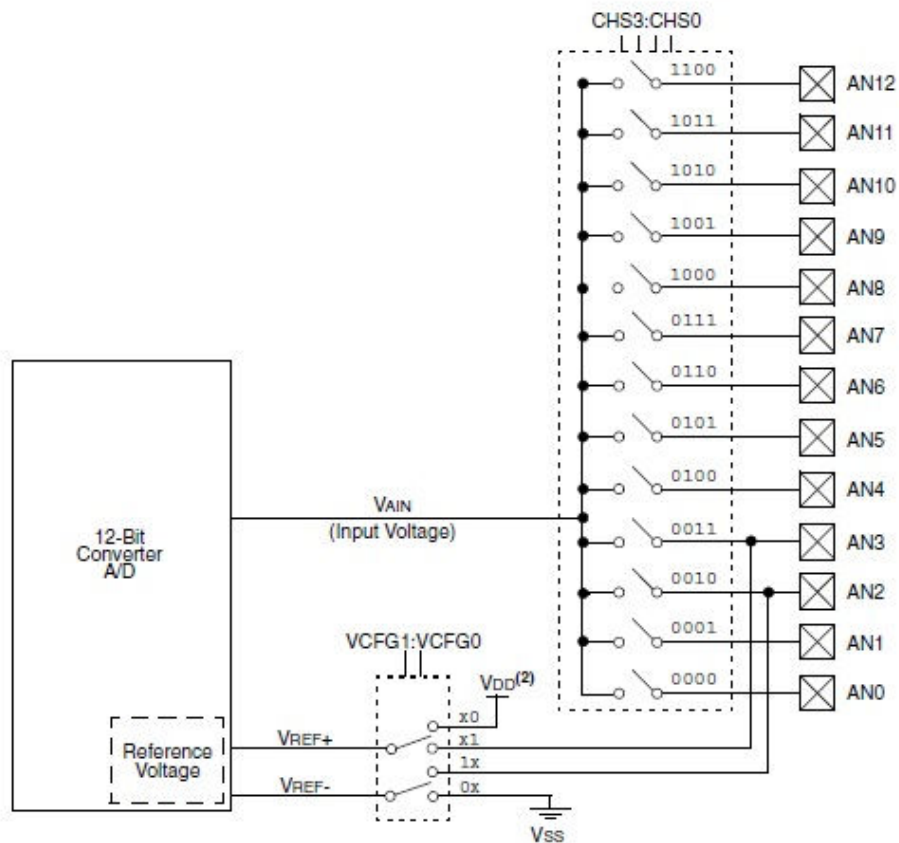 CHS3:CHS0
1100 AN12
1011 AN11
1010 AN10
1001 AN9
1000 AN8
0111 AN7
0110 AN6
0101 AN5
0100 AN4
VAIN
(Input Voltage)
12-Bit
Converter
A/D
0011 AN3
0010 AN2
0001 AN1
0000 AN0
VCFG1:VCFG0
VDD(2)
x0
x1
1x
0x
Reference
Voltage
VREF+
VREF-
VSS